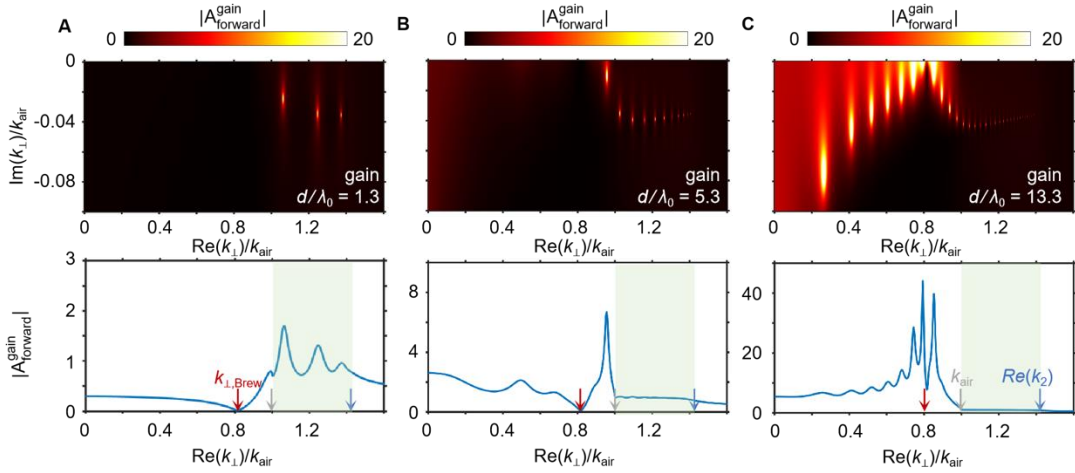 A
|A^gain_forward|
0 20
B
|A^gain_forward|
0 20
C
|A^gain_forward|
0 20
Im(k⊥)/k_air
0
-0.04
-0.08
gain
d/λ0 = 1.3
0 0.4 0.8 1.2
Re(k⊥)/k_air
gain
d/λ0 = 5.3
0 0.4 0.8 1.2
Re(k⊥)/k_air
gain
d/λ0 = 13.3
0 0.4 0.8 1.2
Re(k⊥)/k_air
|A^gain_forward|
3
2
1
0
k⊥,Brew
0 0.4 0.8 1.2
Re(k⊥)/k_air
8
4
0
0 0.4 0.8 1.2
Re(k⊥)/k_air
40
20
0
k_air
Re(k2)
0 0.4 0.8 1.2
Re(k⊥)/k_air